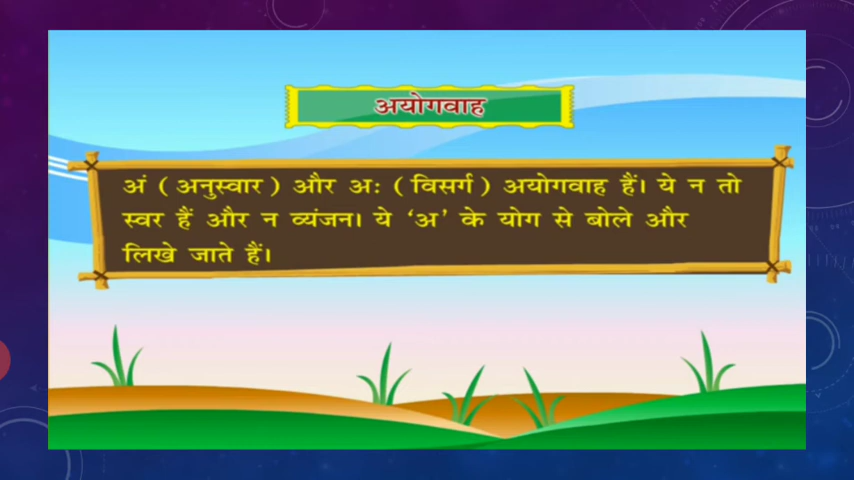 अयोगवाह
अं ( अनुस्वार ) और अः ( विसर्ग ) अयोगवाह हैं। ये न तो
स्वर हैं और न व्यंजन। ये ‘अ’ के योग से बोले और
लिखे जाते हैं।